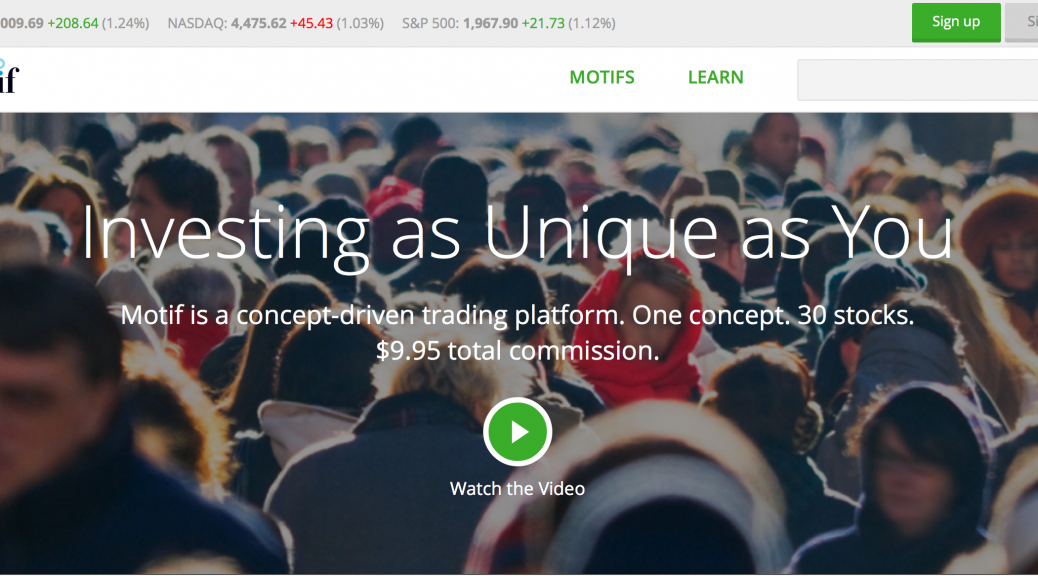 009.69 +208.64 (1.24%) NASDAQ: 4,475.62 +45.43 (1.03%) S&P 500: 1,967.90 +21.73 (1.12%) Sign up Si
if MOTIFS LEARN
Investing as Unique as You
Motif is a concept-driven trading platform. One concept. 30 stocks.
$9.95 total commission.
Watch the Video